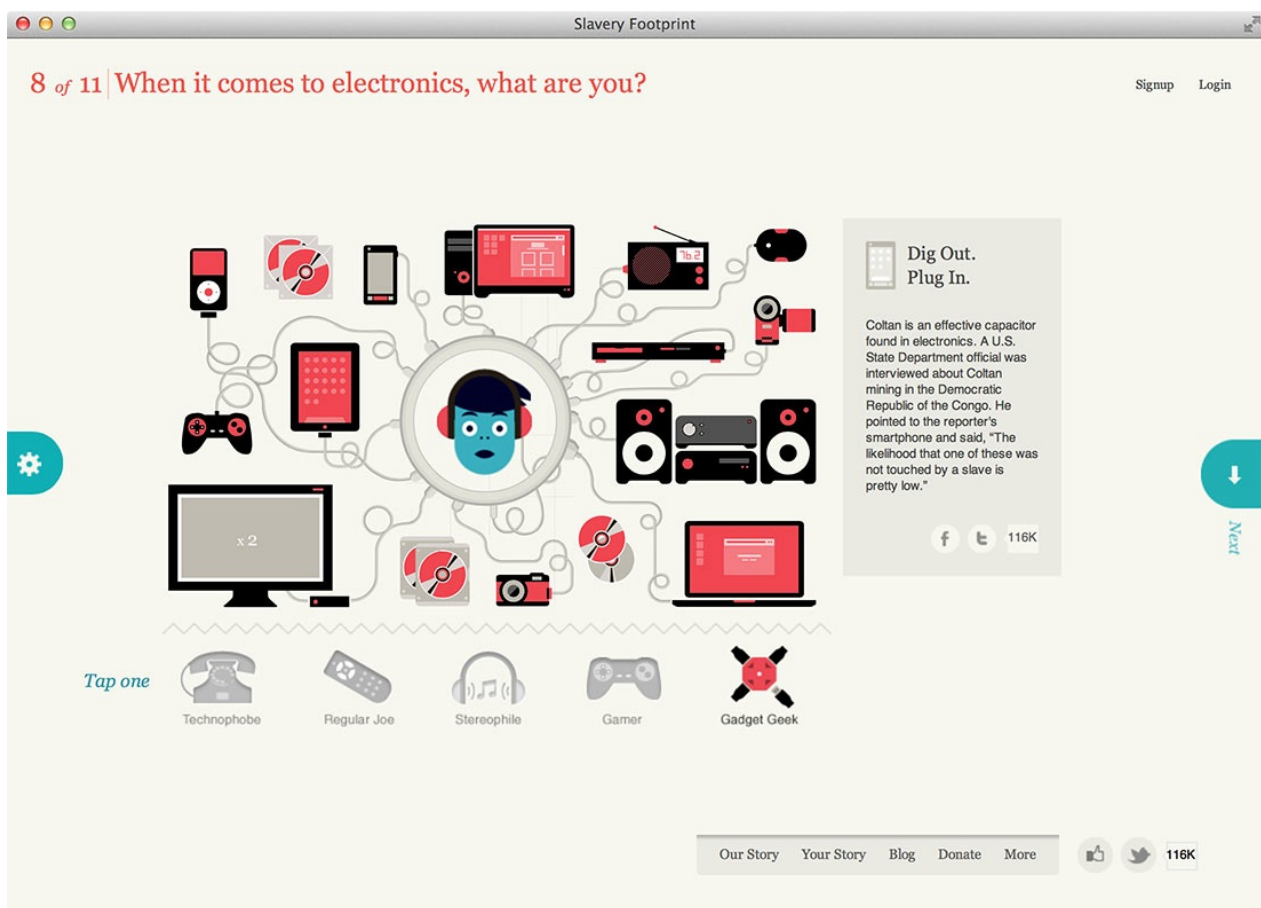 Slavery Footprint
8 of 11 When it comes to electronics, what are you?
Signup Login
76.2
x 2
Dig Out.
Plug In.
Coltan is an effective capacitor
found in electronics. A U.S.
State Department official was
interviewed about Coltan
mining in the Democratic
Republic of the Congo. He
pointed to the reporter's
smartphone and said, “The
likelihood that one of these was
not touched by a slave is
pretty low.”
f t 116K
Next
Tap one
Technophobe Regular Joe Stereophile Gamer Gadget Geek
Our Story Your Story Blog Donate More
116K